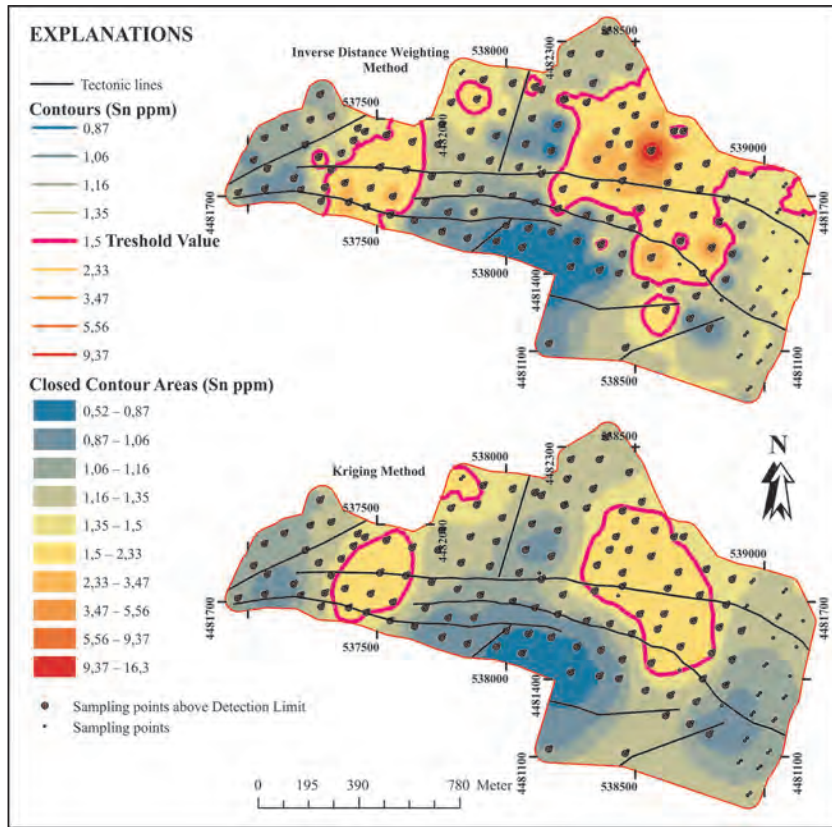 EXPLANATIONS
Tectonic lines
Contours (Sn ppm)
0,87
1,06
1,16
1,35
1,5 Treshold Value
2,33
3,47
5,56
9,37
Closed Contour Areas (Sn ppm)
0,52 – 0,87
0,87 – 1,06
1,06 – 1,16
1,16 – 1,35
1,35 – 1,5
1,5 – 2,33
2,33 – 3,47
3,47 – 5,56
5,56 – 9,37
9,37 – 16,3
Sampling points above Detection Limit
Sampling points
0 195 390 780 Meter
Inverse Distance Weighting
Method
538000
4482300
538500
537500
4482000
539000
4481700
4481700
537500
538000
4481400
4481100
538500
4481100
Kriging Method
538000
4482300
538500
N
537500
4482000
539000
4481700
4481700
537500
538000
4481400
4481100
538500
4481100